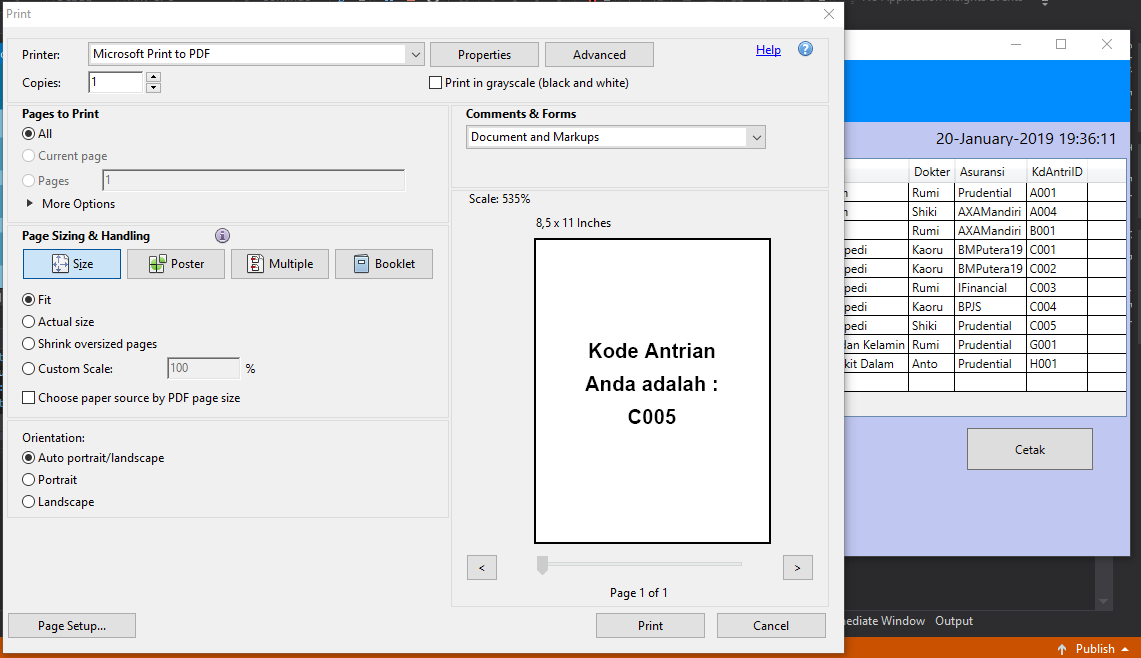 Print
Printer:
Microsoft Print to PDF
Properties
Advanced
Help
?
Copies:
1
Print in grayscale (black and white)
Pages to Print
All
Current page
Pages
1
More Options
Comments & Forms
Document and Markups
Scale: 535%
8,5 x 11 Inches
Page Sizing & Handling
i
Size
Poster
Multiple
Booklet
Fit
Actual size
Shrink oversized pages
Custom Scale:
100
%
Choose paper source by PDF page size
Orientation:
Auto portrait/landscape
Portrait
Landscape
Kode Antrian
Anda adalah :
C005
<
>
Page 1 of 1
Page Setup...
Print
Cancel
20-January-2019 19:36:11
Dokter Asuransi KdAntriID
Rumi Prudential A001
Shiki AXAMandiri A004
Rumi AXAMandiri B001
pedi Kaoru BMPutera19 C001
pedi Kaoru BMPutera19 C002
pedi Rumi IFinancial C003
pedi Kaoru BPJS C004
pedi Shiki Prudential C005
dan Kelamin Rumi Prudential G001
kit Dalam Anto Prudential H001
Cetak
mediate Window Output
Publish